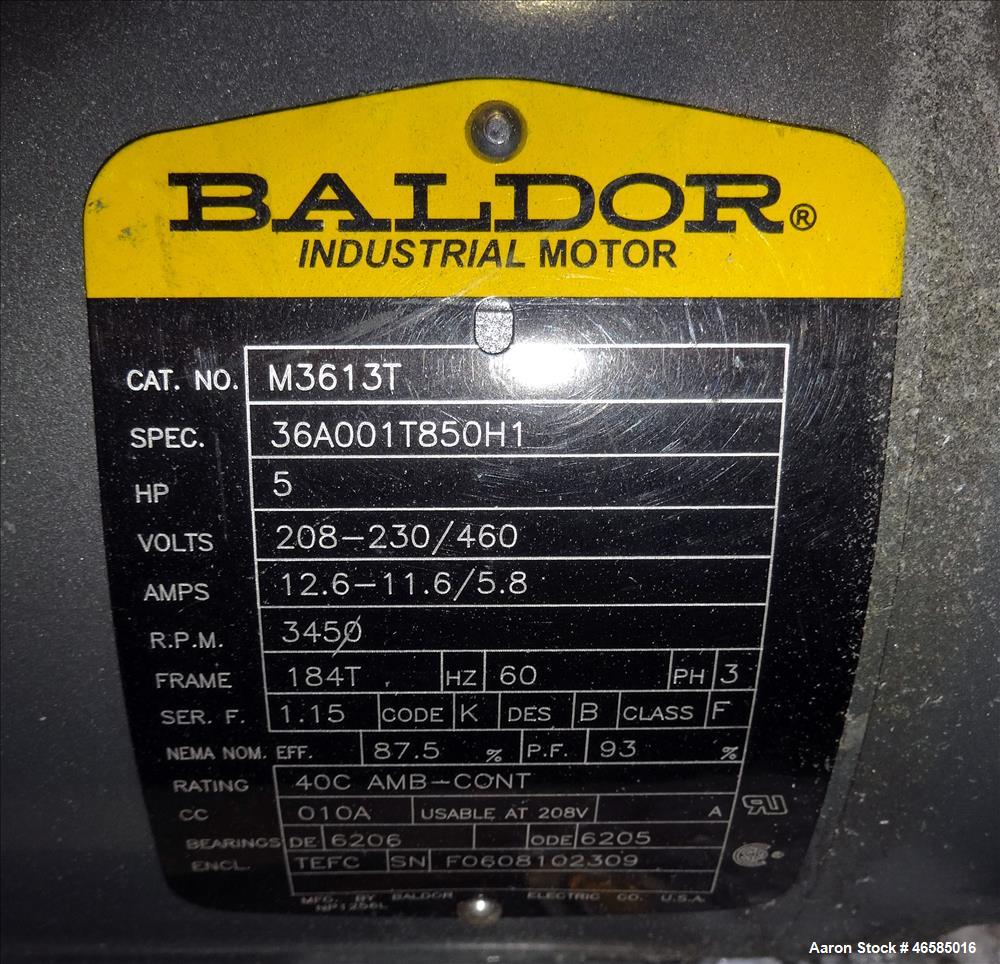 BALDOR®
INDUSTRIAL MOTOR
CAT. NO. M3613T
SPEC. 36A001T850H1
HP 5
VOLTS 208-230/460
AMPS 12.6-11.6/5.8
R.P.M. 3450
FRAME 184T HZ 60 PH 3
SER. F. 1.15 CODE K DES B CLASS F
NEMA NOM. EFF. 87.5 % P.F. 93 %
RATING 40C AMB-CONT
CC 010A USABLE AT 208V A
BEARINGS DE 6206 ODE 6205
ENCL. TEFC SN F0608102309
MFG. BY BALDOR ELECTRIC CO. U.S.A.
NP1256L
Aaron Stock # 46585016